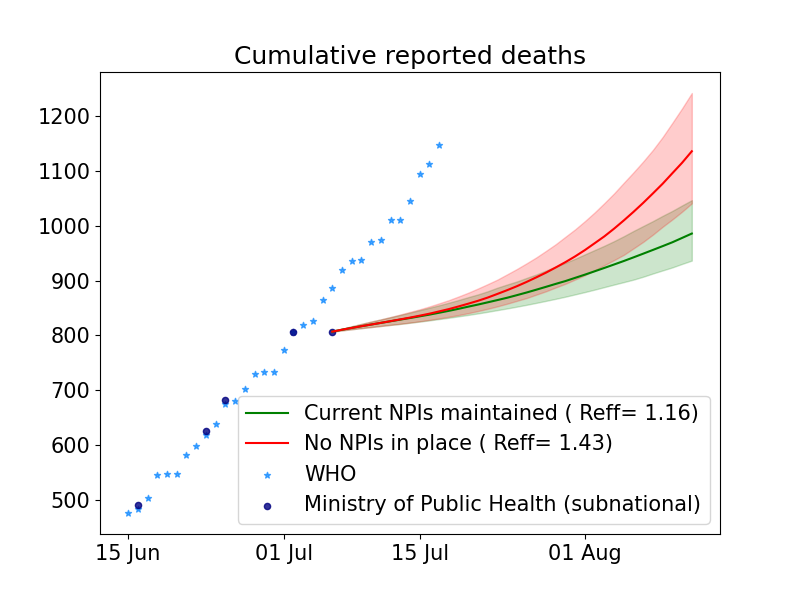 Cumulative reported deaths
1200
1100
1000
900
800
700
600
500
Current NPIs maintained ( Reff= 1.16)
No NPIs in place ( Reff= 1.43)
WHO
Ministry of Public Health (subnational)
15 Jun 01 Jul 15 Jul 01 Aug